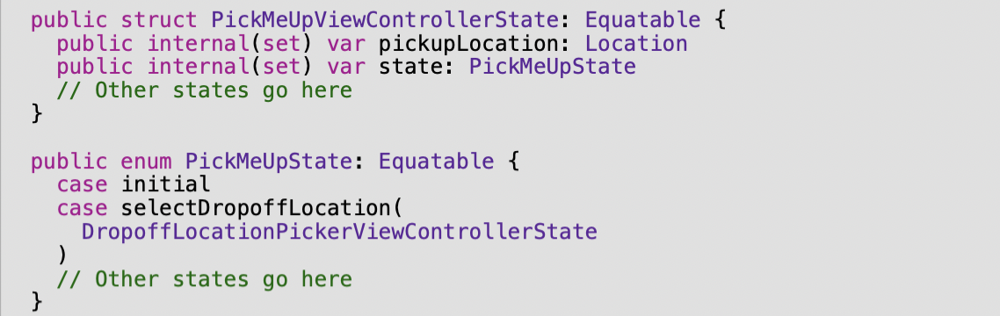 public struct PickMeUpViewControllerState: Equatable {
  public internal(set) var pickupLocation: Location
  public internal(set) var state: PickMeUpState
  // Other states go here
}

public enum PickMeUpState: Equatable {
  case initial
  case selectDropoffLocation(
    DropoffLocationPickerViewControllerState
  )
  // Other states go here
}